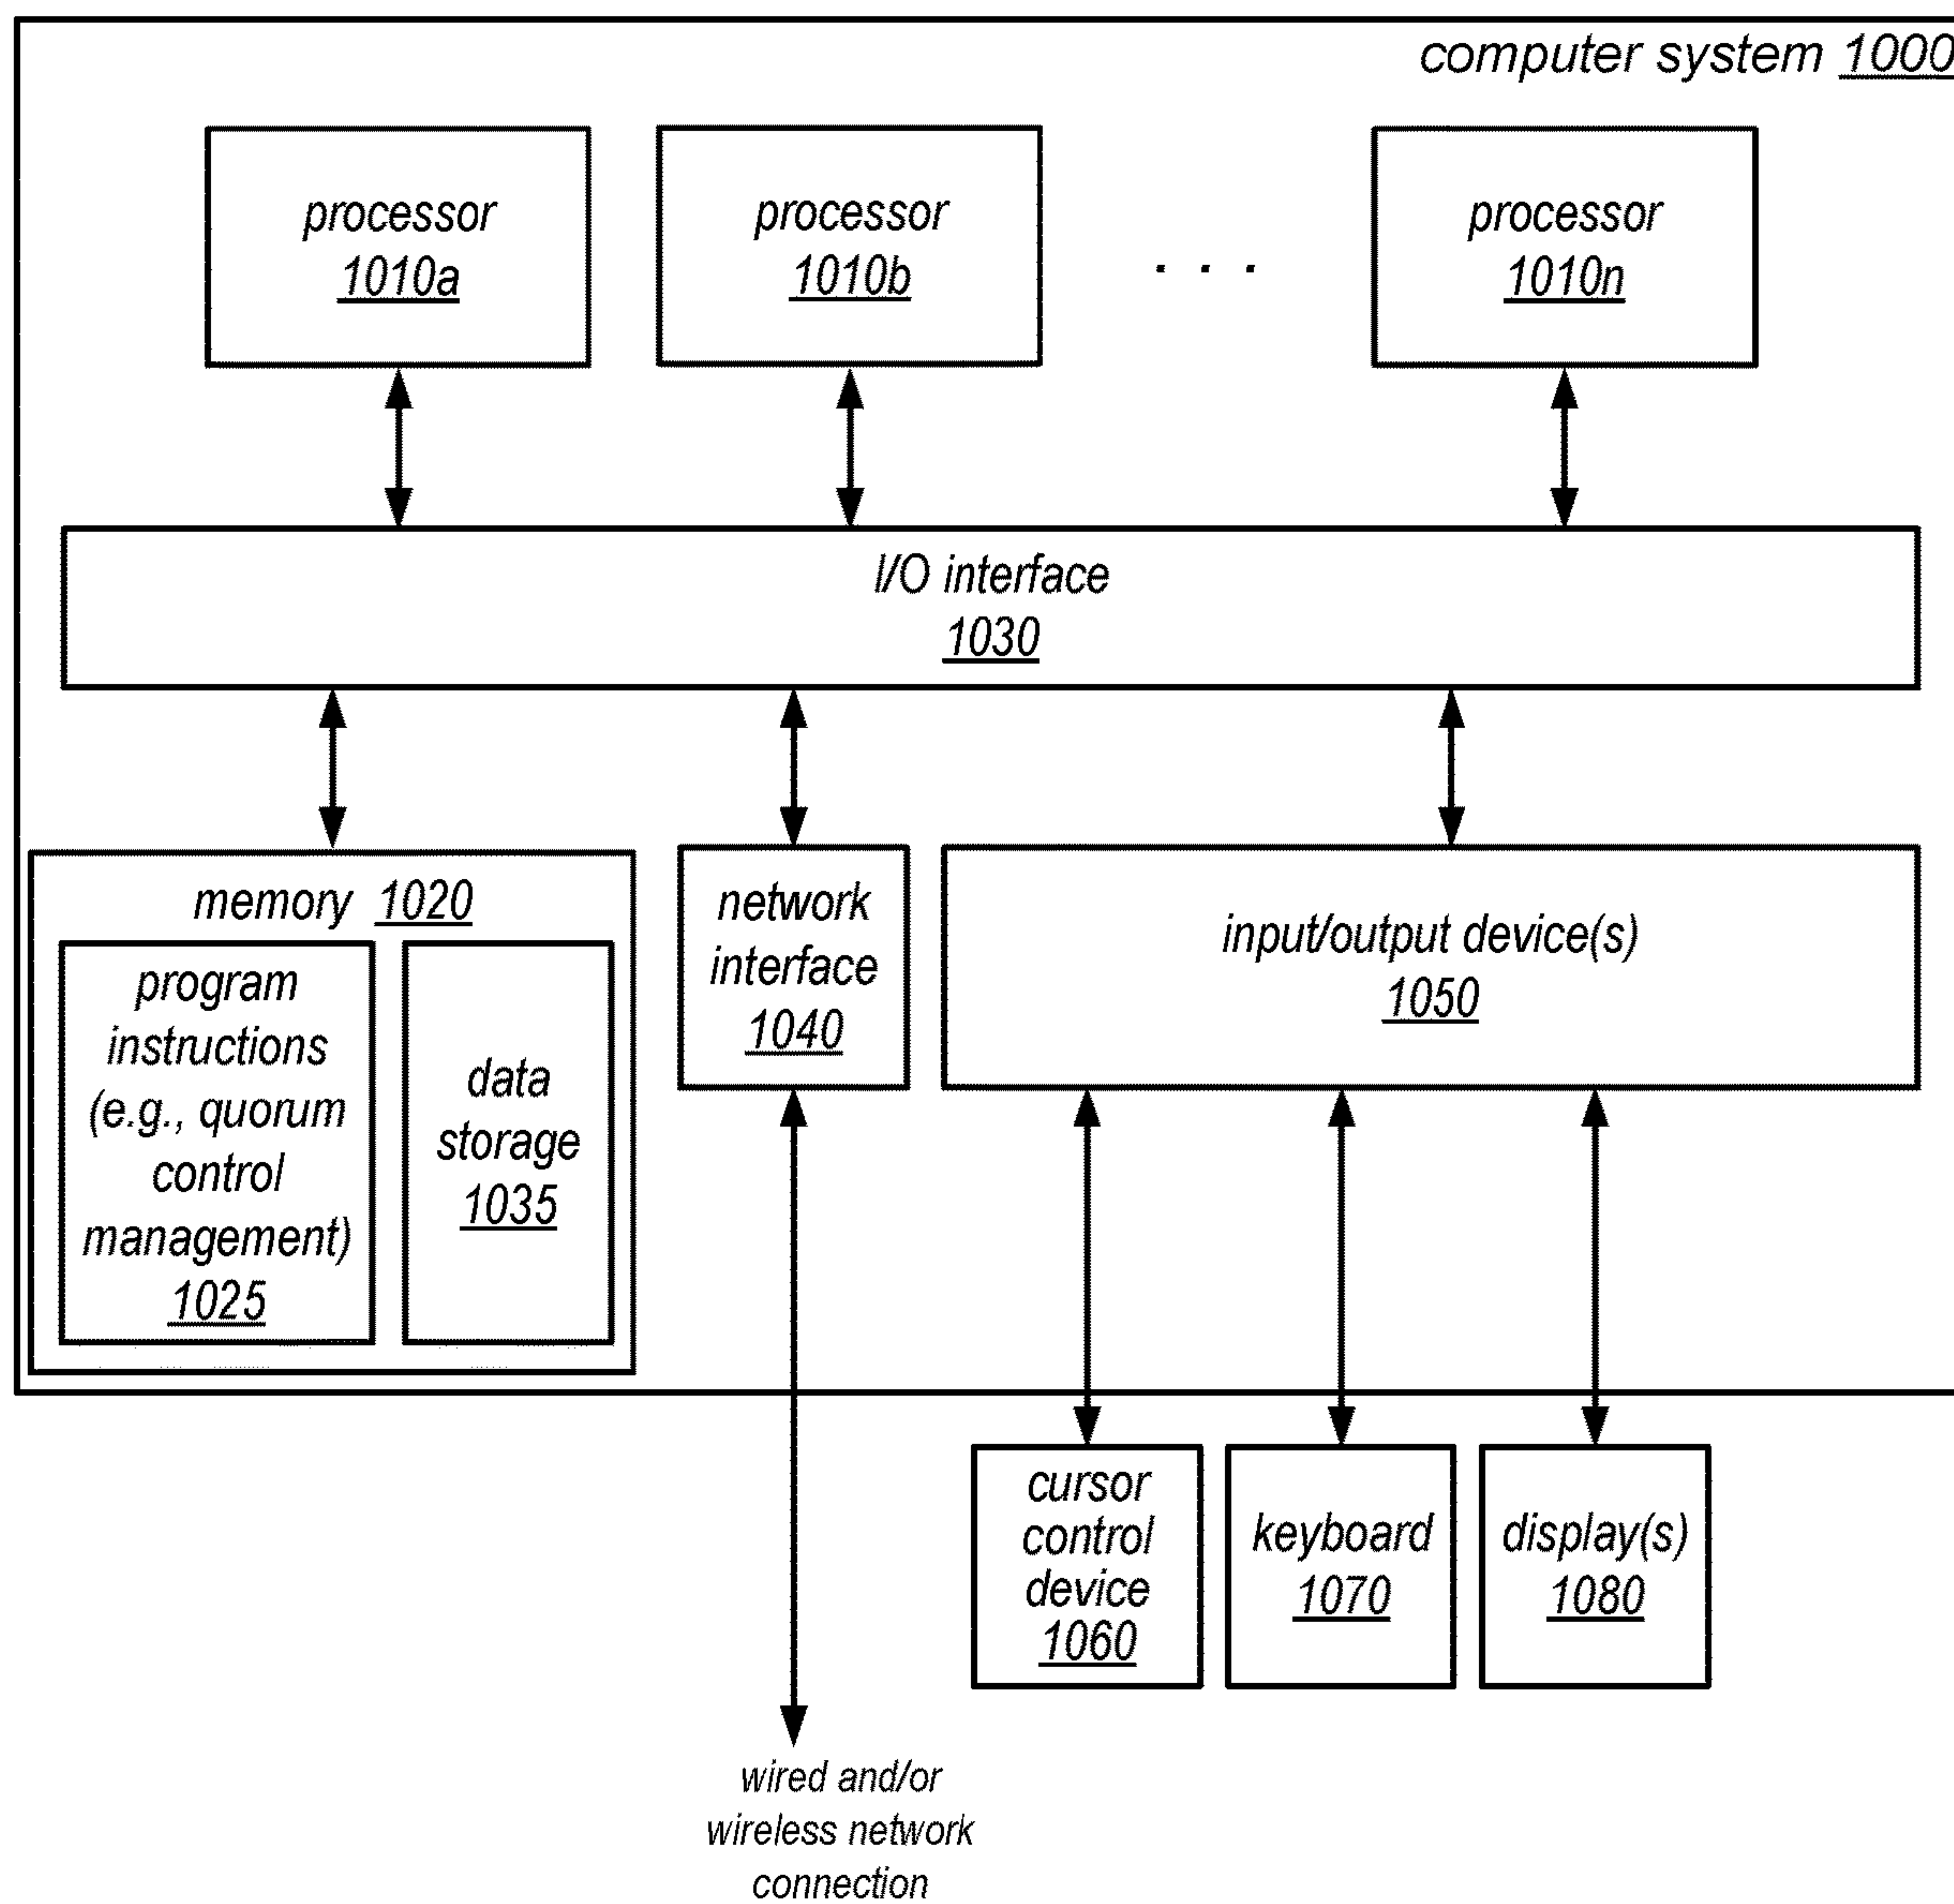 computer system 1000
processor
1010a
processor
1010b
. . .
processor
1010n
I/O interface
1030
memory 1020
program
instructions
(e.g., quorum
control
management)
1025
data
storage
1035
network
interface
1040
input/output device(s)
1050
cursor
control
device
1060
keyboard
1070
display(s)
1080
wired and/or
wireless network
connection